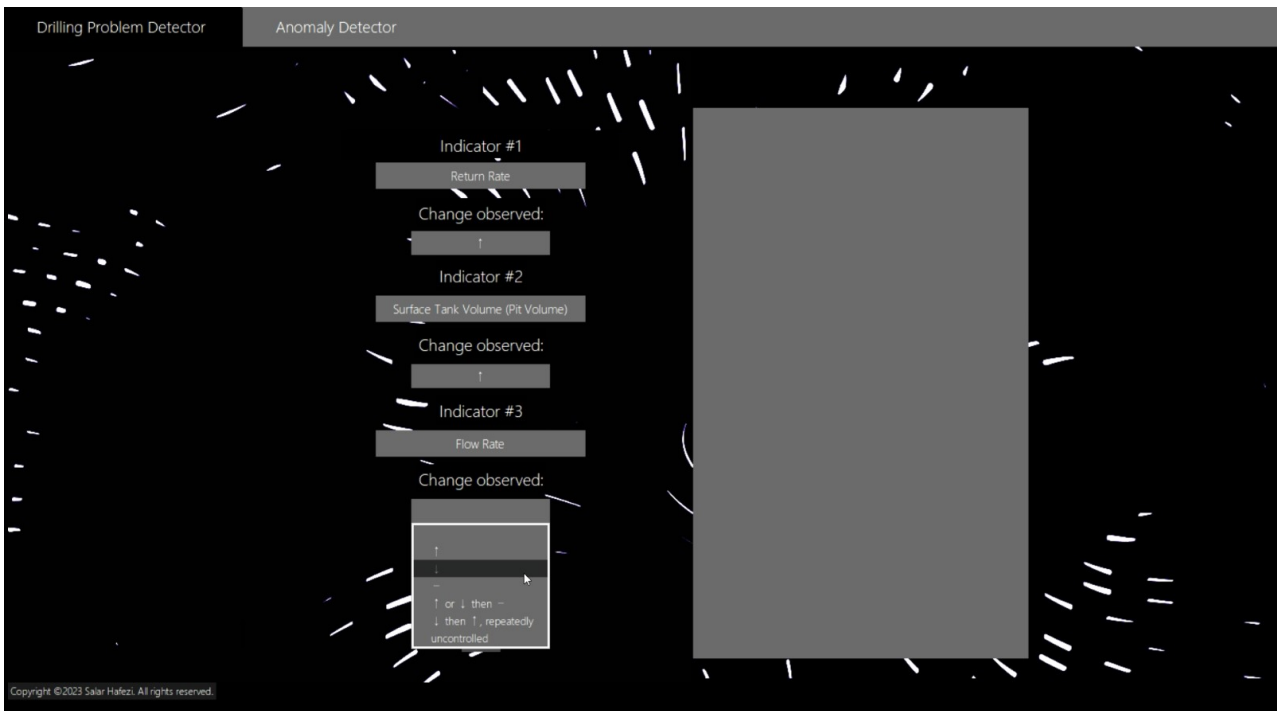 Drilling Problem Detector
Anomaly Detector
Indicator #1
Return Rate
Change observed:
↑
Indicator #2
Surface Tank Volume (Pit Volume)
Change observed:
↑
Indicator #3
Flow Rate
Change observed:
↑
↓
–
↑ or ↓ then –
↓ then ↑, repeatedly
uncontrolled
Copyright ©2023 Salar Hafezi. All rights reserved.